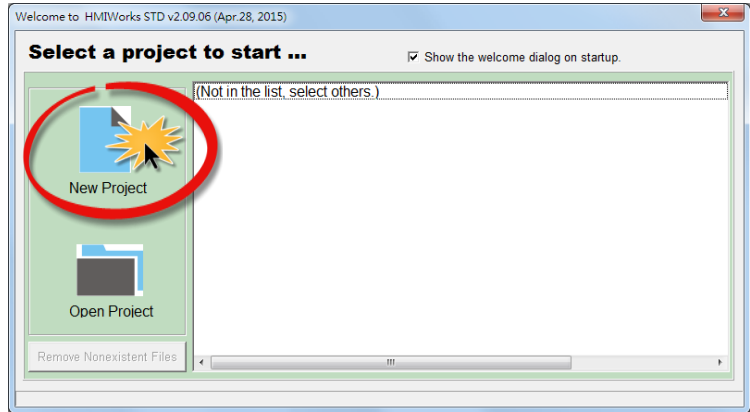 Welcome to HMIWorks STD v2.09.06 (Apr.28, 2015)
Select a project to start ...
Show the welcome dialog on startup.
(Not in the list, select others.)
New Project
Open Project
Remove Nonexistent Files